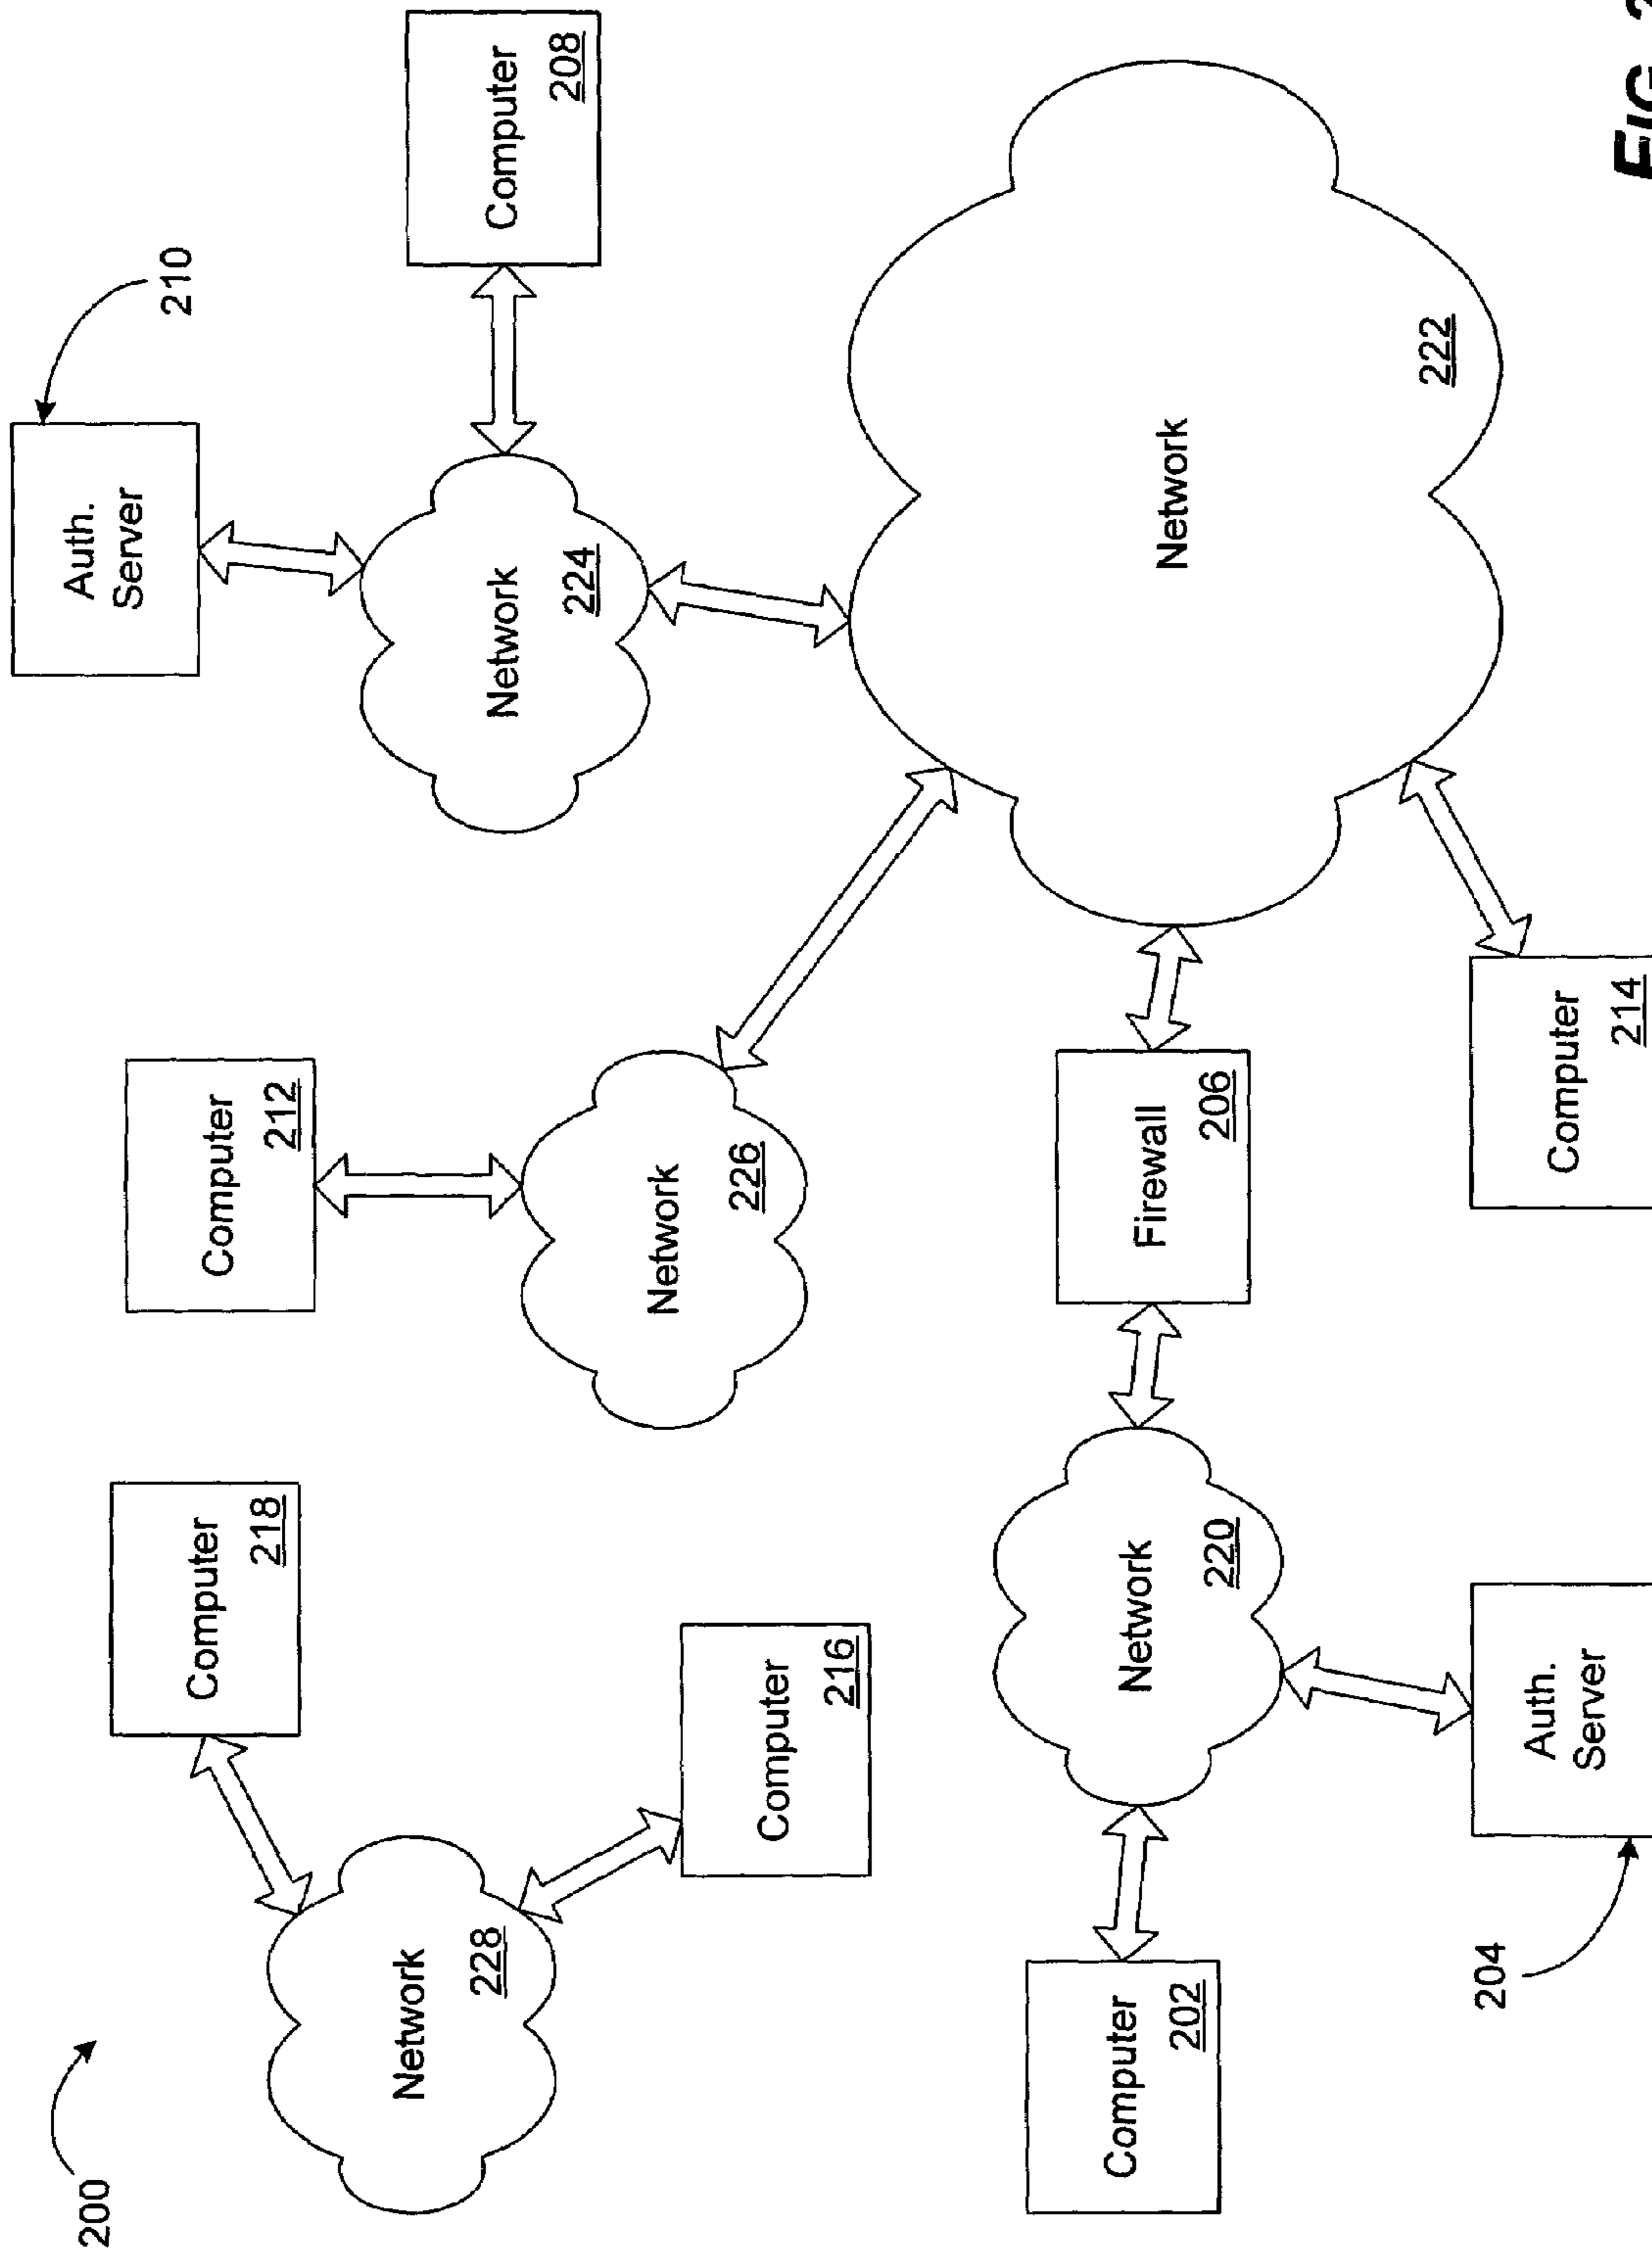 200
Auth.
Server
210
Computer
218
Computer
212
Network
228
Network
224
Computer
208
Network
226
Computer
216
Computer
202
Network
220
Firewall
206
Network
222
204
Auth.
Server
Computer
214
FIG. 2